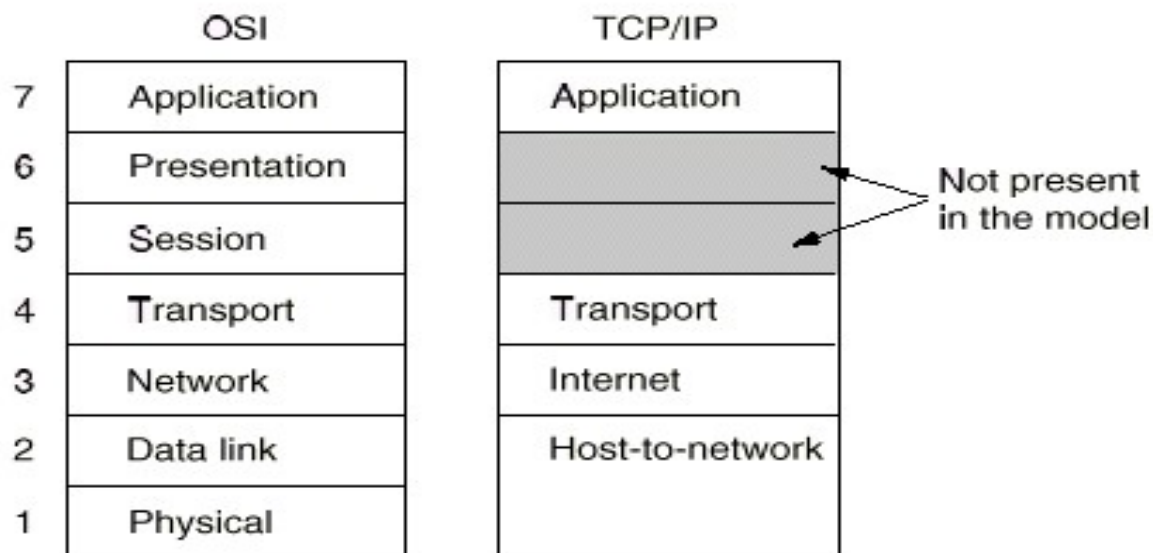 OSI TCP/IP
7 Application Application
6 Presentation
Not present
in the model
5 Session
4 Transport Transport
3 Network Internet
2 Data link Host-to-network
1 Physical